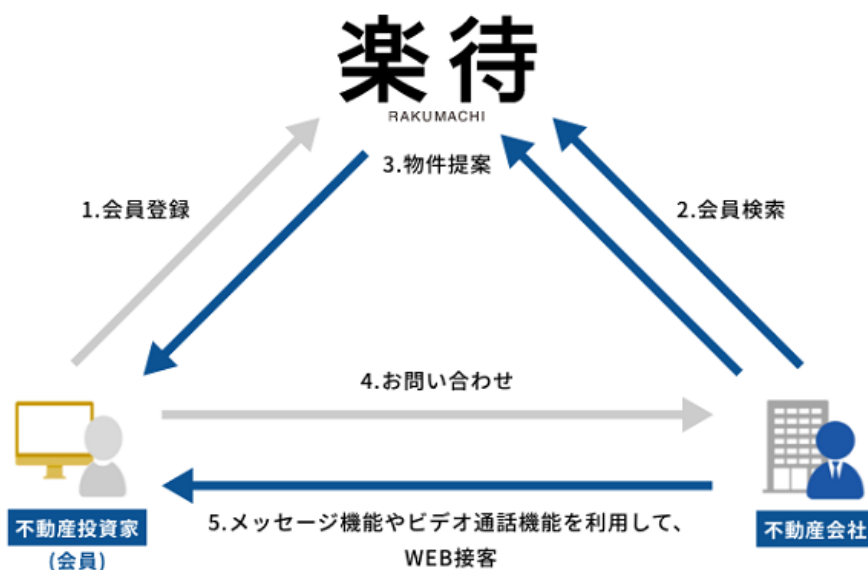 楽待
RAKUMACHI
3.物件提案
1.会員登録
2.会員検索
4.お問い合わせ
不動産投資家
(会員)
5.メッセージ機能やビデオ通話機能を利用して、
WEB接客
不動産会社